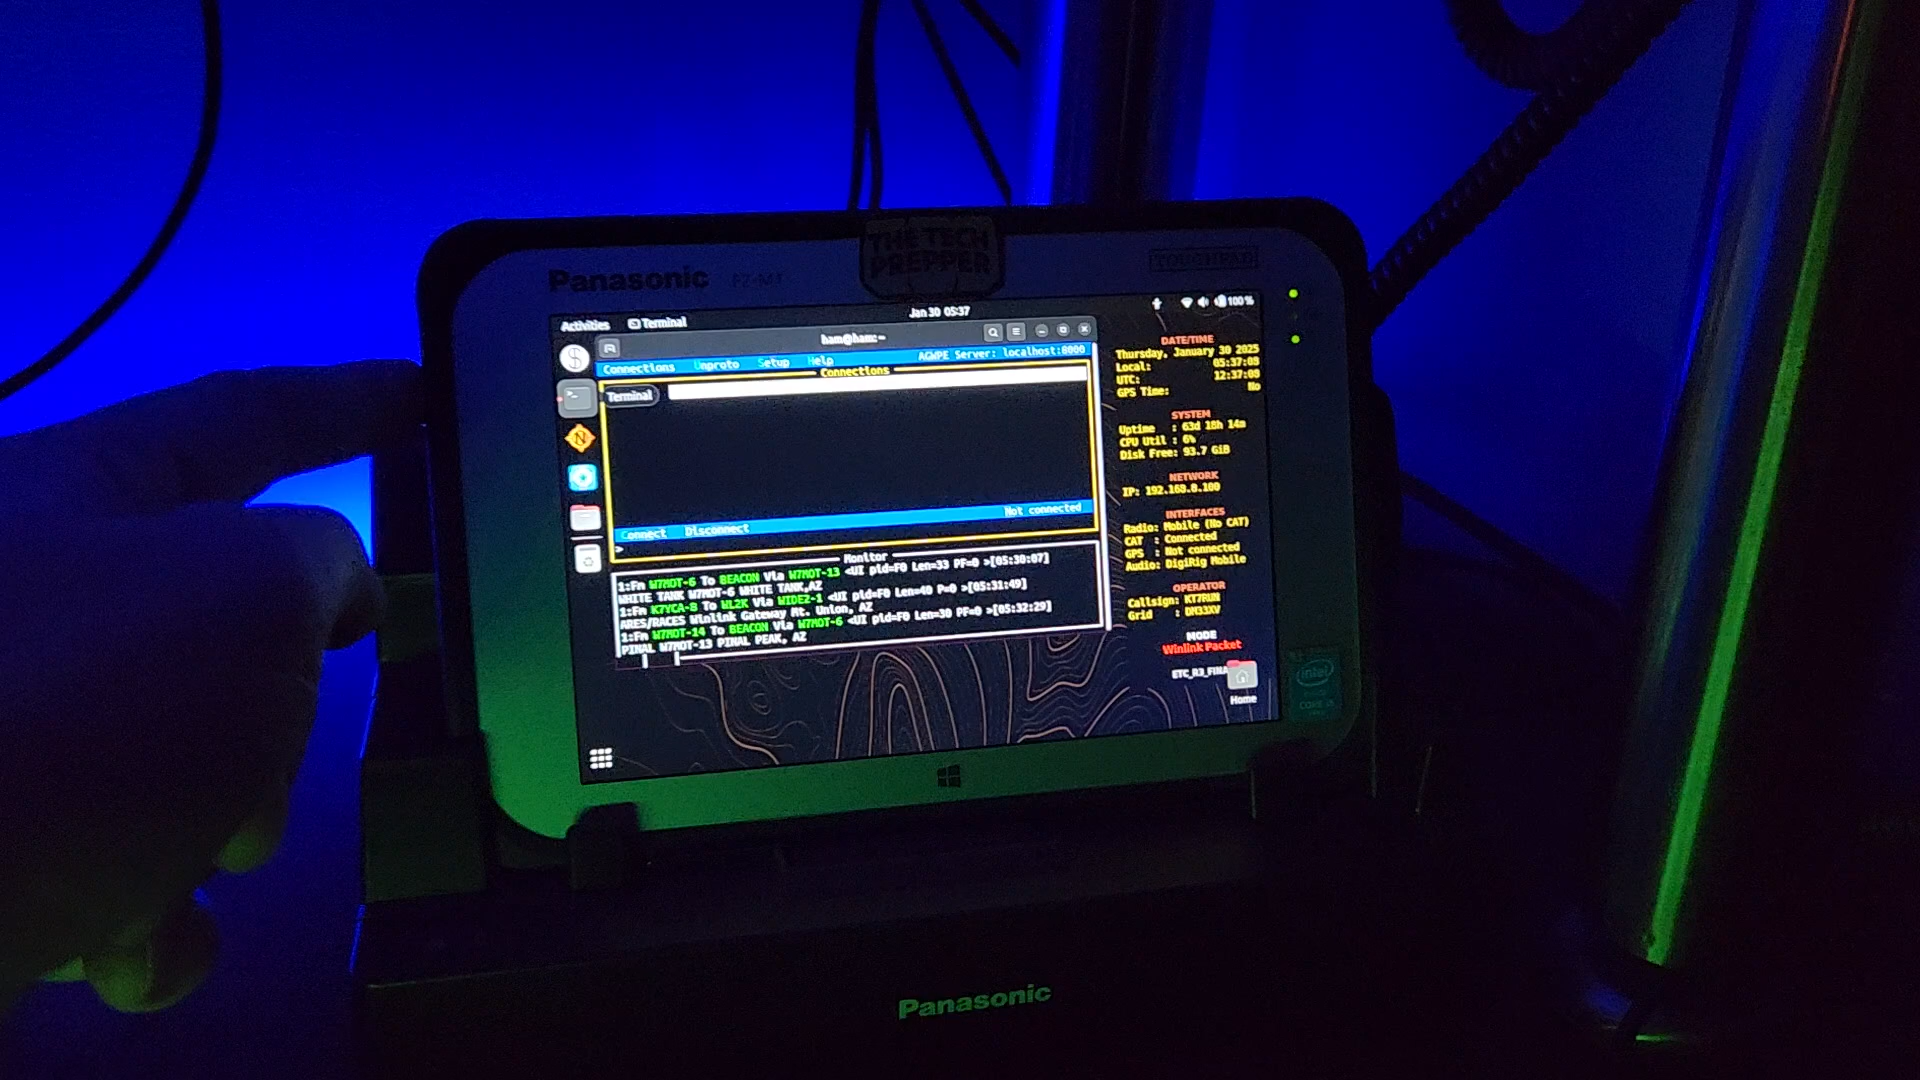 THE TECH
PREPPER
Panasonic FZ-M1
TOUGHPAD
Activities Terminal
Jan 30 05:37
100 %
ham@ham: ~
Connections Unproto Setup Help AGWPE Server: localhost:8000
Connections
Terminal
Connect Disconnect Not connected
>
Monitor
1:Fm W7MOT-6 To BEACON Via W7MOT-13 <UI pid=F0 Len=33 PF=0 >[05:30:07]
WHITE TANK W7MOT-6 WHITE TANK,AZ
1:Fm K7YCA-8 To WL2K Via WIDE2-1 <UI pid=F0 Len=40 P=0 >[05:31:49]
ARES/RACES Winlink Gateway Mt. Union, AZ
1:Fm W7MOT-14 To BEACON Via W7MOT-6 <UI pid=F0 Len=30 PF=0 >[05:32:29]
PINAL W7MOT-13 PINAL PEAK, AZ
DATE/TIME
Thursday, January 30 2025
Local: 05:37:08
UTC: 12:37:08
GPS Time: No
SYSTEM
Uptime : 63d 18h 14m
CPU Util : 6%
Disk Free: 93.7 GiB
NETWORK
IP: 192.168.8.100
INTERFACES
Radio: Mobile (No CAT)
CAT : Connected
GPS : Not connected
Audio: DigiRig Mobile
OPERATOR
Callsign: KT7RUN
Grid : DM33XV
MODE
Winlink Packet
ETC_R3_FINA
Home
intel
CORE i5
Panasonic